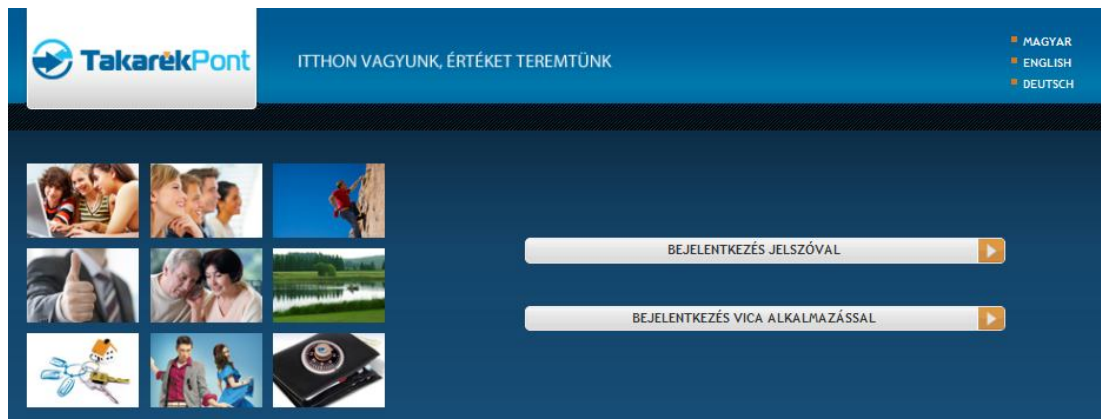 TakarékPont
ITTHON VAGYUNK, ÉRTÉKET TEREMTÜNK
MAGYAR
ENGLISH
DEUTSCH
BEJELENTKEZÉS JELSZÓVAL
BEJELENTKEZÉS VICA ALKALMAZÁSSAL